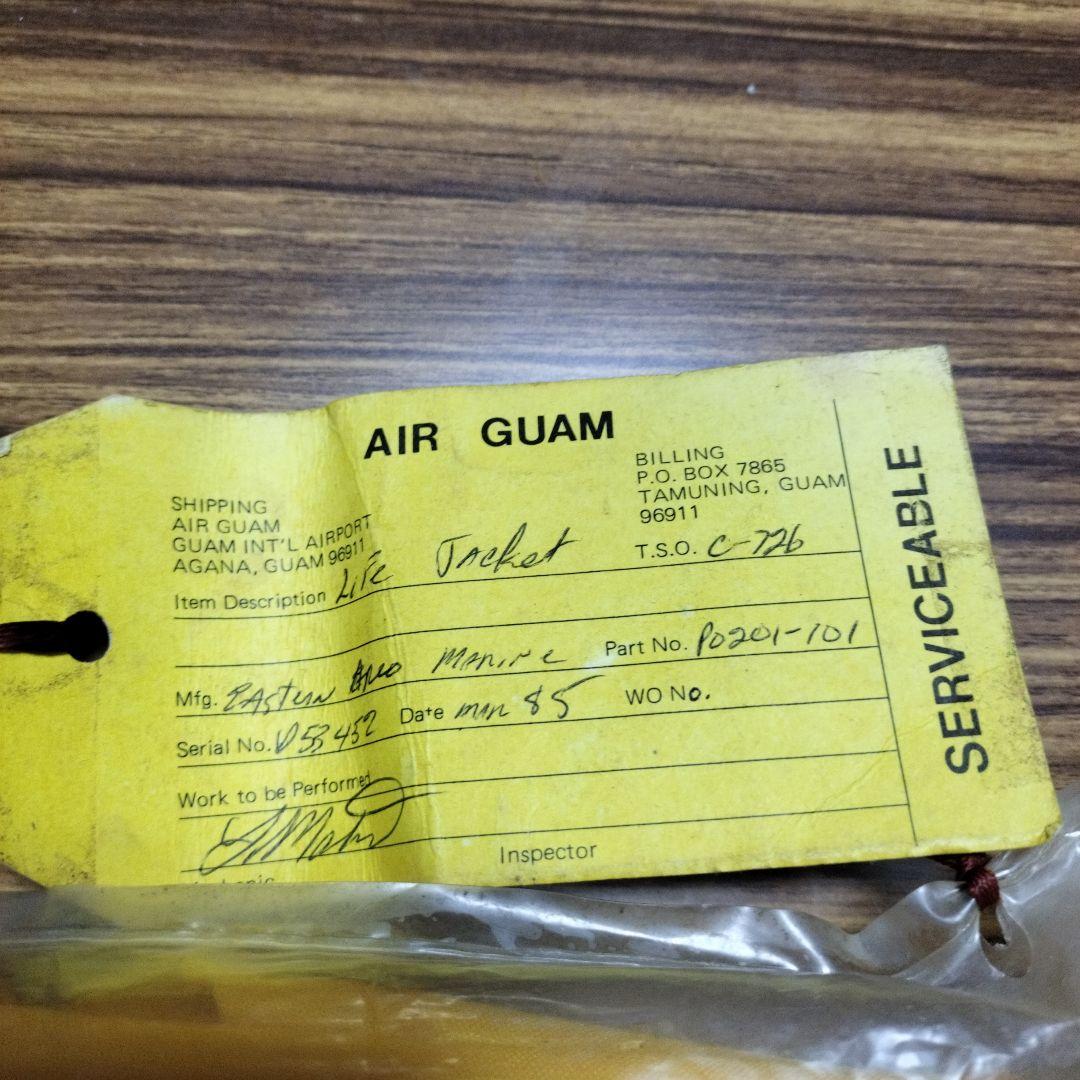 AIR GUAM
SHIPPING
AIR GUAM
GUAM INT'L AIRPORT
AGANA, GUAM 96911
BILLING
P.O. BOX 7865
TAMUNING, GUAM
96911
T.S.O. C-726
Item Description Life Jacket
Mfg. Eastern Marine Part No. P0201-101
Serial No. D53452 Date Mar 85 WO No.
Work to be Performed
Inspector
SERVICEABLE